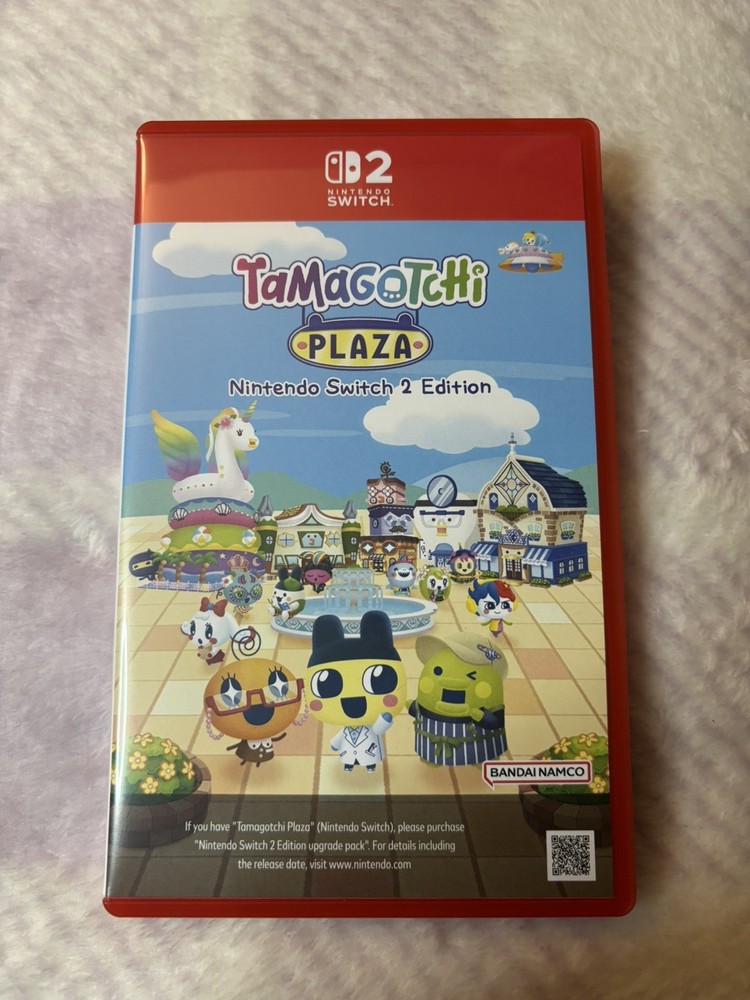 2
NINTENDO
SWITCH™
TAMAGOTCHi
PLAZA
Nintendo Switch 2 Edition
BANDAI NAMCO
If you have "Tamagotchi Plaza" (Nintendo Switch), please purchase
"Nintendo Switch 2 Edition upgrade pack". For details including
the release date, visit www.nintendo.com